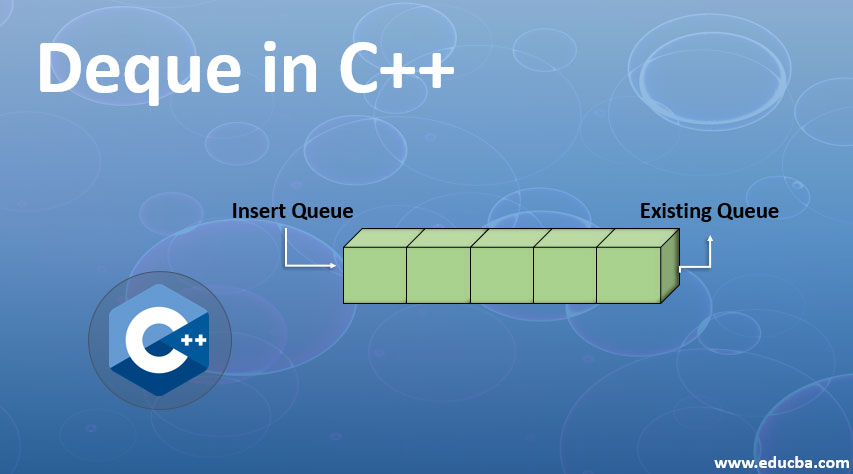 Deque in C++
Insert Queue
Existing Queue
C++
www.educba.com